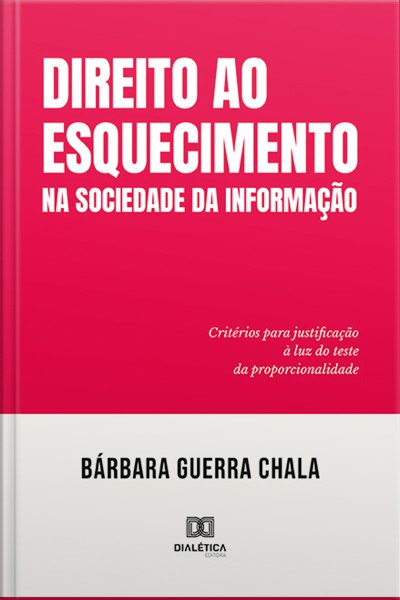 DIREITO AO
ESQUECIMENTO
NA SOCIEDADE DA INFORMAÇÃO
Critérios para justificação
à luz do teste
da proporcionalidade
BÁRBARA GUERRA CHALA
DIALÉTICA
EDITORA